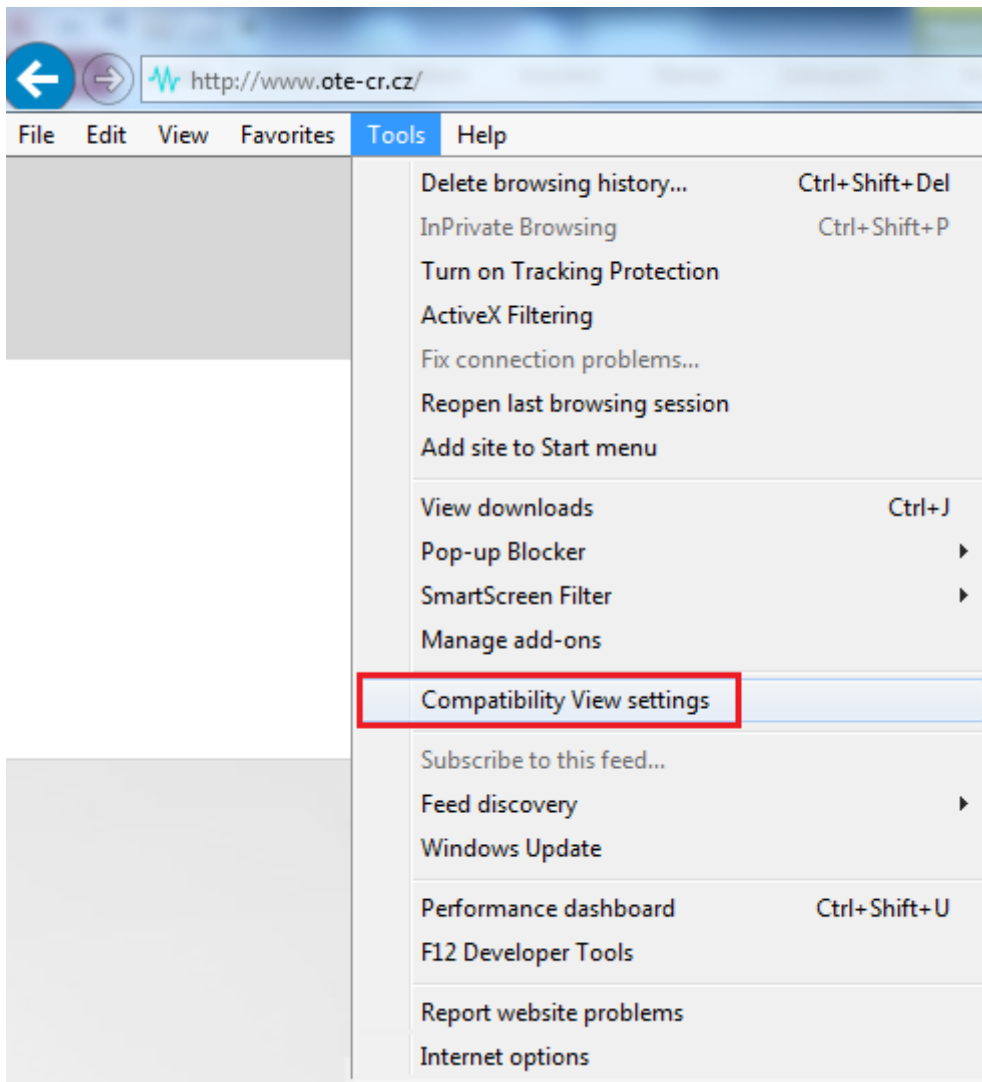 http://www.ote-cr.cz/
File Edit View Favorites Tools Help
Delete browsing history... Ctrl+Shift+Del
InPrivate Browsing Ctrl+Shift+P
Turn on Tracking Protection
ActiveX Filtering
Fix connection problems...
Reopen last browsing session
Add site to Start menu
View downloads Ctrl+J
Pop-up Blocker
SmartScreen Filter
Manage add-ons
Compatibility View settings
Subscribe to this feed...
Feed discovery
Windows Update
Performance dashboard Ctrl+Shift+U
F12 Developer Tools
Report website problems
Internet options